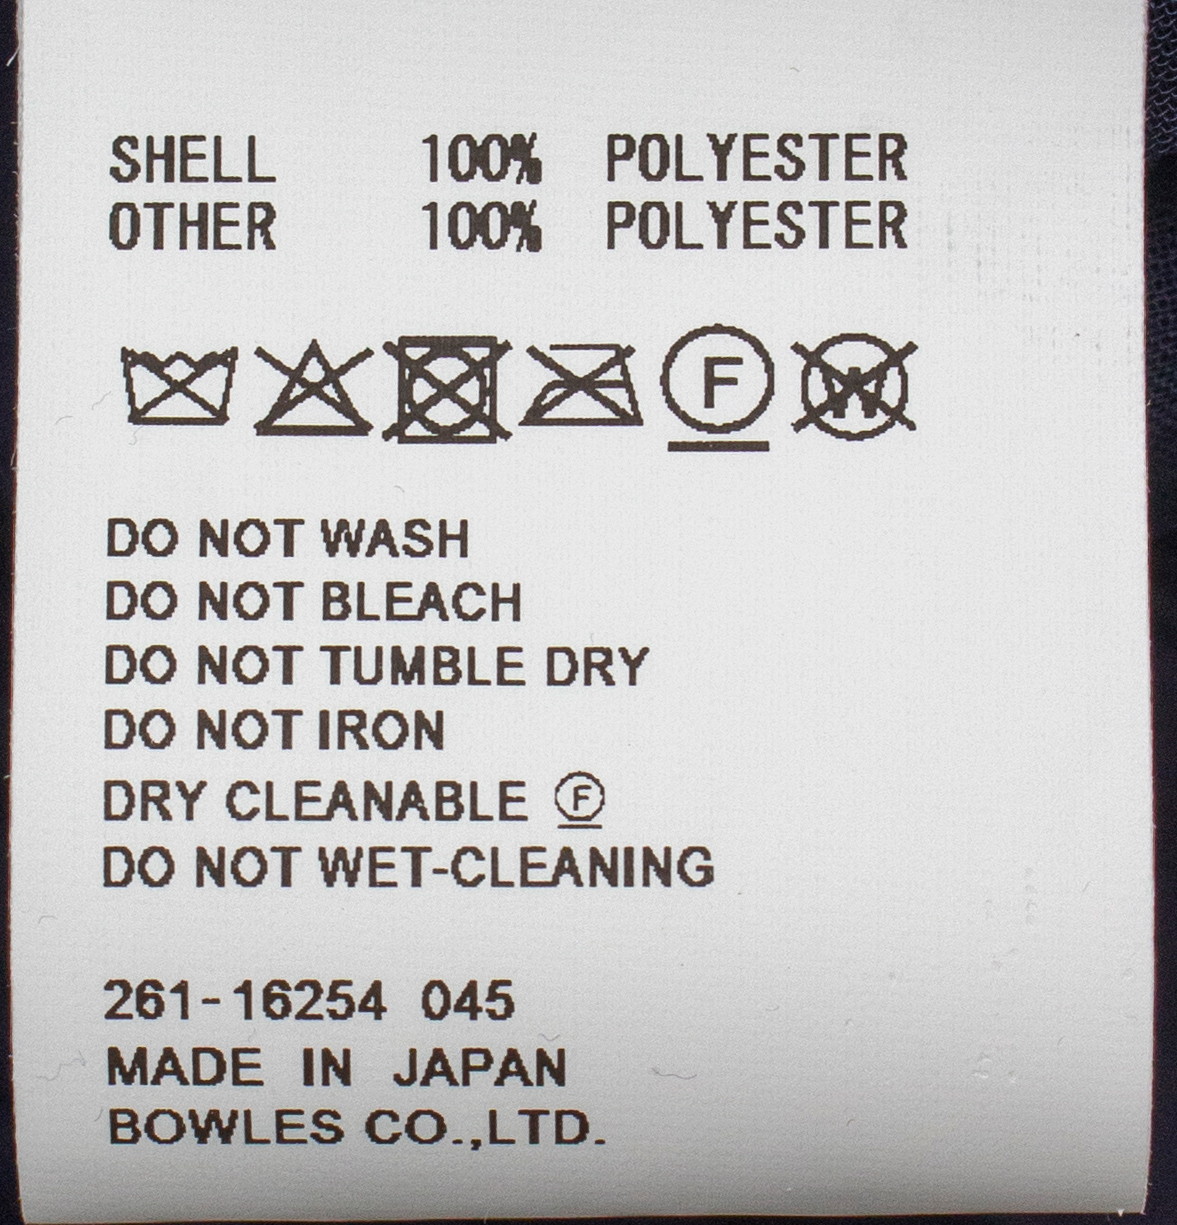 SHELL 100% POLYESTER
OTHER 100% POLYESTER
F W
DO NOT WASH
DO NOT BLEACH
DO NOT TUMBLE DRY
DO NOT IRON
DRY CLEANABLE Ⓕ
DO NOT WET-CLEANING
261-16254 045
MADE IN JAPAN
BOWLES CO.,LTD.